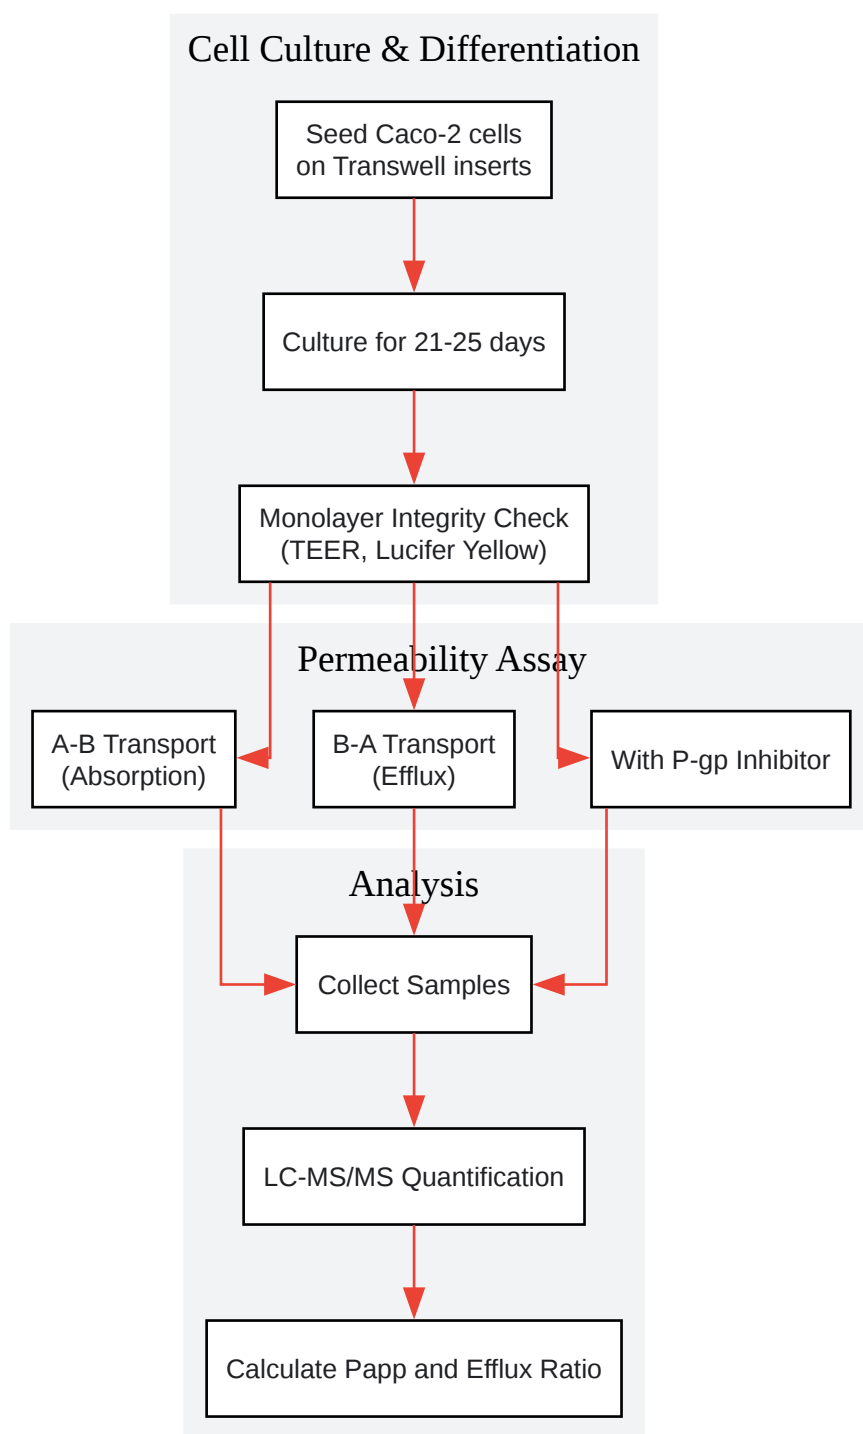 Cell Culture & Differentiation
Seed Caco-2 cells
on Transwell inserts
Culture for 21-25 days
Monolayer Integrity Check
(TEER, Lucifer Yellow)
Permeability Assay
A-B Transport
(Absorption)
B-A Transport
(Efflux)
With P-gp Inhibitor
Analysis
Collect Samples
LC-MS/MS Quantification
Calculate Papp and Efflux Ratio